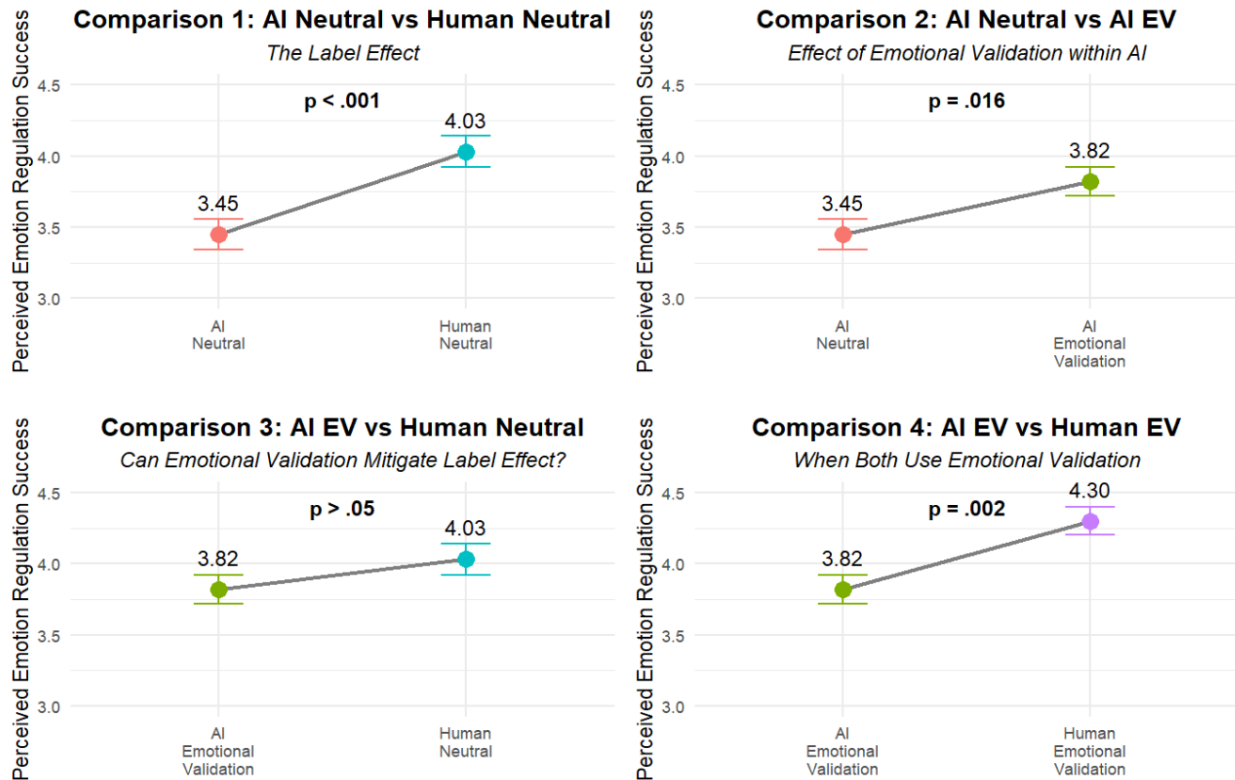 Comparison 1: AI Neutral vs Human Neutral
The Label Effect
Perceived Emotion Regulation Success
4.5
4.0
3.5
3.0
p < .001
3.45
4.03
AI
Neutral
Human
Neutral
Comparison 2: AI Neutral vs AI EV
Effect of Emotional Validation within AI
Perceived Emotion Regulation Success
4.5
4.0
3.5
3.0
p = .016
3.45
3.82
AI
Neutral
AI
Emotional
Validation
Comparison 3: AI EV vs Human Neutral
Can Emotional Validation Mitigate Label Effect?
Perceived Emotion Regulation Success
4.5
4.0
3.5
3.0
p > .05
3.82
4.03
AI
Emotional
Validation
Human
Neutral
Comparison 4: AI EV vs Human EV
When Both Use Emotional Validation
Perceived Emotion Regulation Success
4.5
4.0
3.5
3.0
p = .002
3.82
4.30
AI
Emotional
Validation
Human
Emotional
Validation